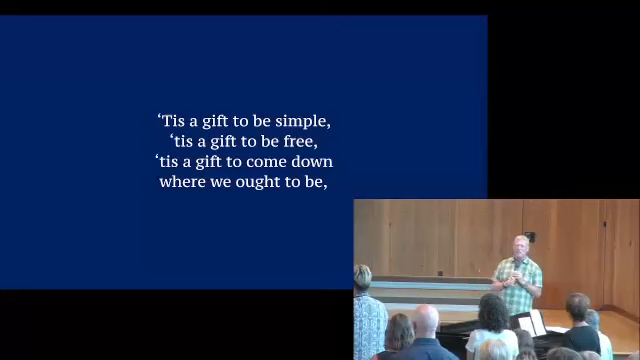 ‘Tis a gift to be simple,
‘tis a gift to be free,
‘tis a gift to come down
where we ought to be,